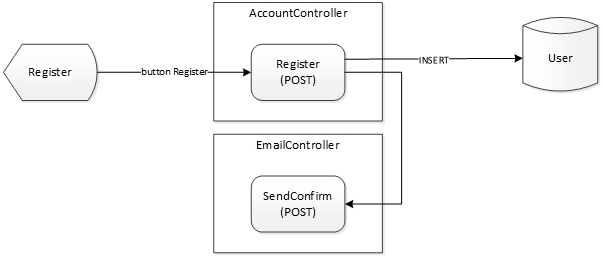 AccountController
Register
button Register
Register
(POST)
INSERT
User
EmailController
SendConfirm
(POST)